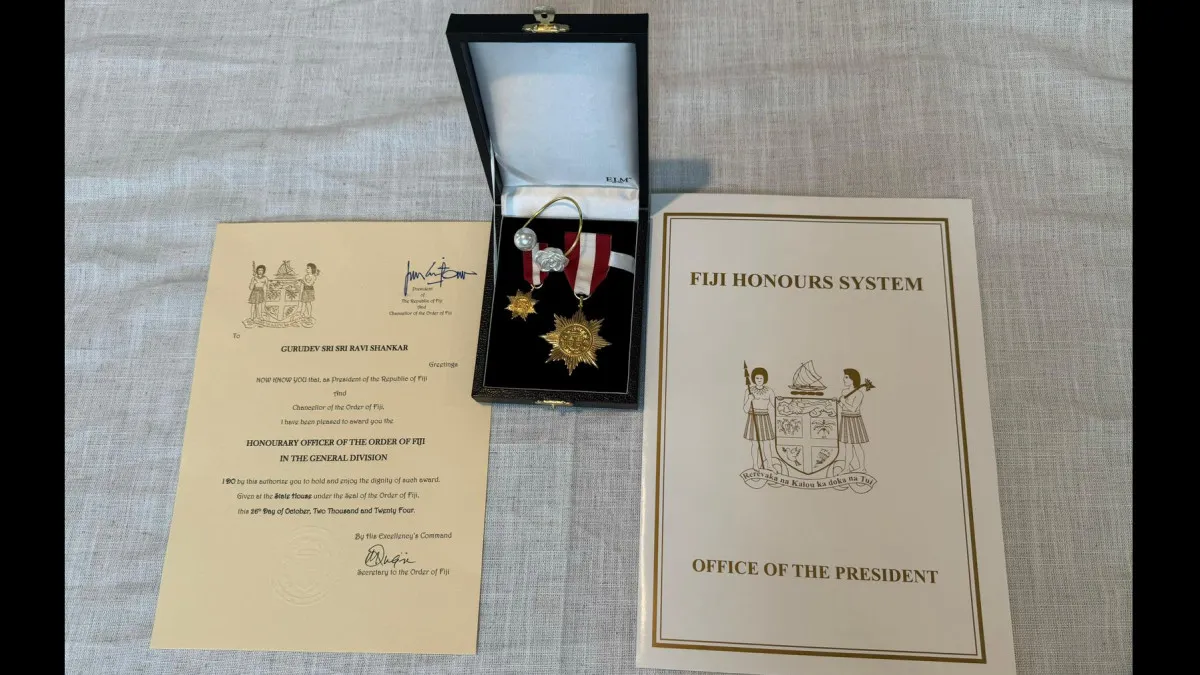 President
of
The Republic of Fiji
And
Chancellor of the Order of Fiji
To
GURUDEV SRI SRI RAVI SHANKAR
Greetings
NOW KNOW YOU that, as President of the Republic of Fiji
And
Chancellor of the Order of Fiji,
I have been pleased to award you the
HONOURARY OFFICER OF THE ORDER OF FIJI
IN THE GENERAL DIVISION
I DO by this authorize you to hold and enjoy the dignity of such award.
Given at the State House under the Seal of the Order of Fiji,
this 26th Day of October, Two Thousand and Twenty Four.
By His Excellency's Command
Secretary to the Order of Fiji
ELM
FIJI HONOURS SYSTEM
Rerevaka na Kalou ka doka na Tui
OFFICE OF THE PRESIDENT